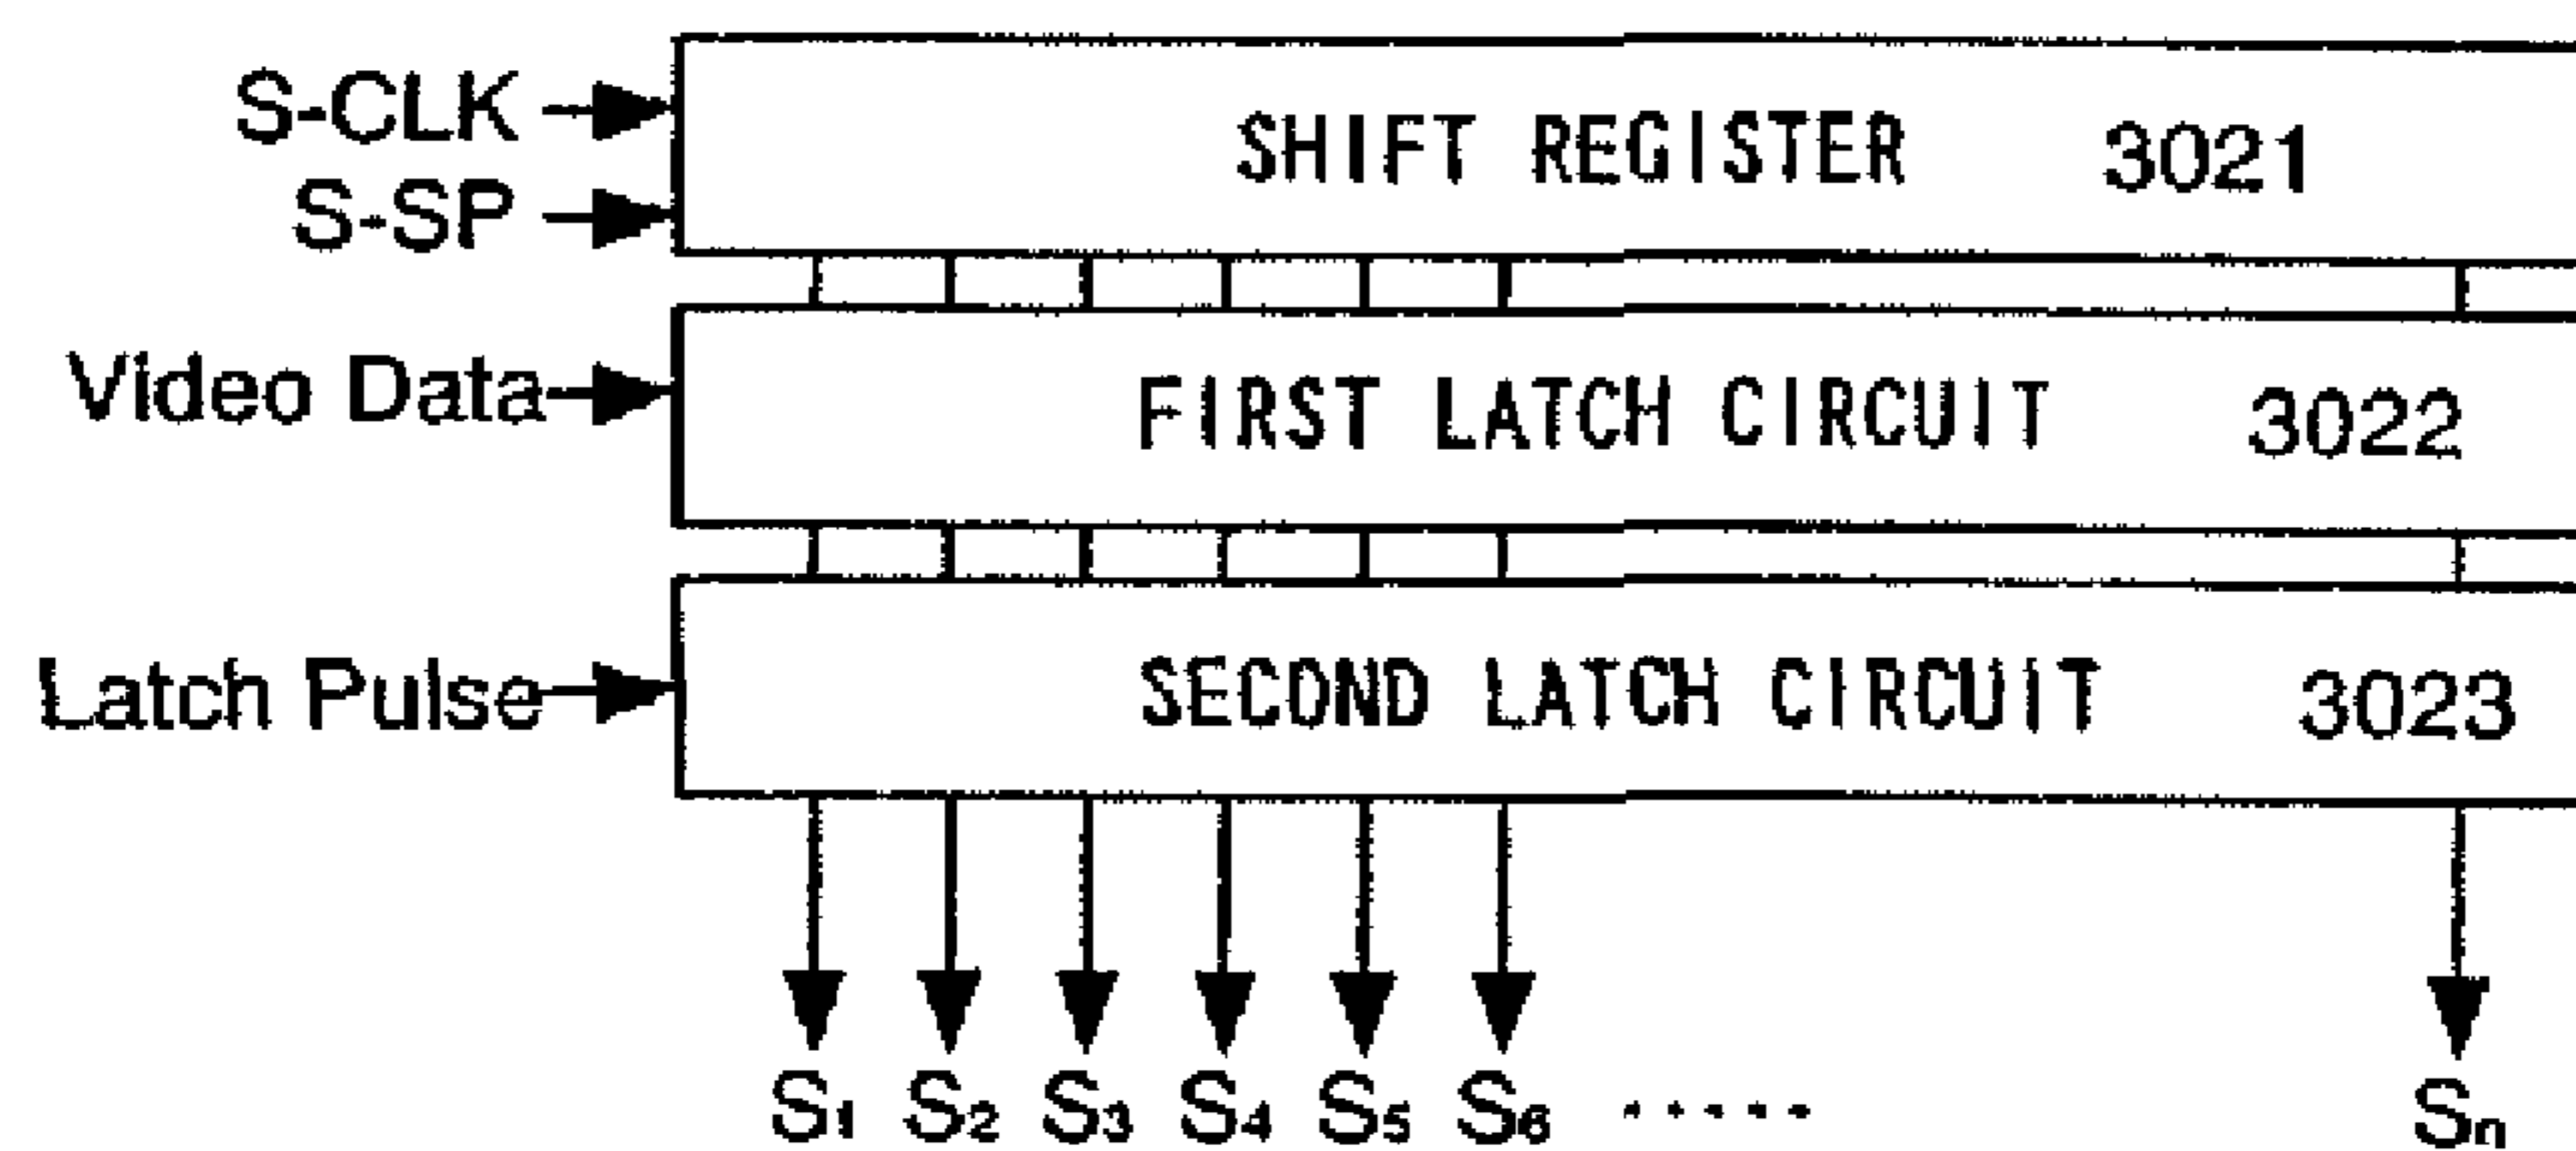 S-CLK
S-SP
SHIFT REGISTER 3021
Video Data
FIRST LATCH CIRCUIT 3022
Latch Pulse
SECOND LATCH CIRCUIT 3023
S1 S2 S3 S4 S5 S6 ····· Sn